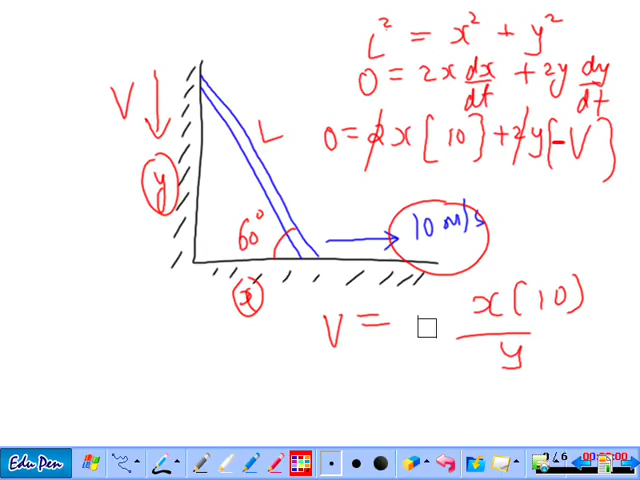 L² = x² + y²
0 = 2x dx/dt + 2y dy/dt
0 = 2x[10] + 2y[-V]
V
L
y
60°
10 m/s
x
V = x(10)/y
Edu Pen
/ 6